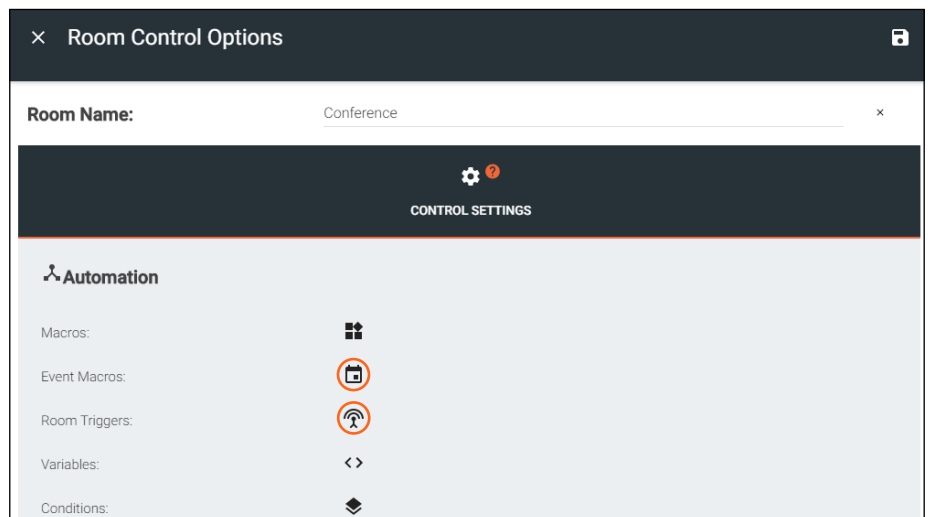 × Room Control Options
Room Name: Conference ×
?
CONTROL SETTINGS
Automation
Macros:
Event Macros:
Room Triggers:
Variables:
Conditions: